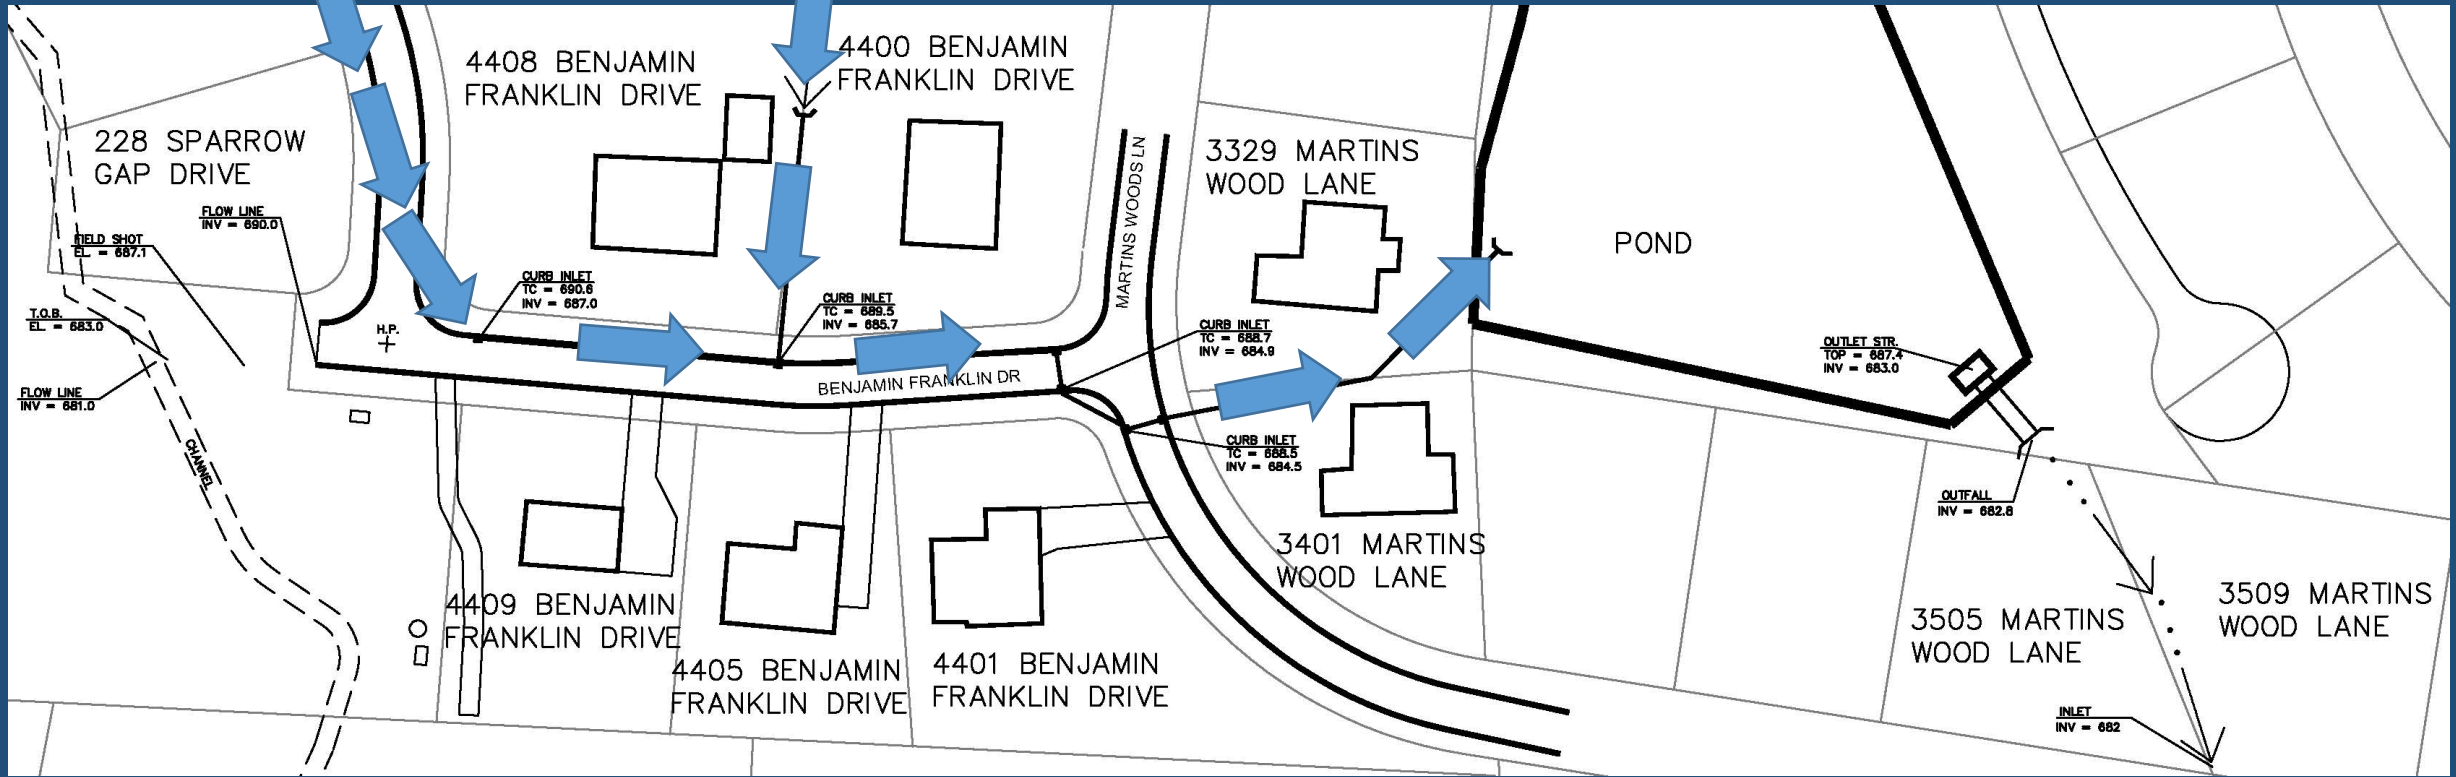 4408 BENJAMIN
FRANKLIN DRIVE
4400 BENJAMIN
FRANKLIN DRIVE
228 SPARROW
GAP DRIVE
3329 MARTINS
WOOD LANE
MARTINS WOODS LN
POND
FLOW LINE
INV = 690.0
FIELD SHOT
EL = 687.1
CURB INLET
TC = 690.6
INV = 687.0
CURB INLET
TC = 689.5
INV = 685.7
T.O.B.
EL = 683.0
H.P.
CURB INLET
TC = 688.7
INV = 684.9
OUTLET STR.
TOP = 687.4
INV = 683.0
BENJAMIN FRANKLIN DR
FLOW LINE
INV = 681.0
CHANNEL
CURB INLET
TC = 688.5
INV = 684.5
OUTFALL
INV = 682.8
3401 MARTINS
WOOD LANE
4409 BENJAMIN
FRANKLIN DRIVE
4405 BENJAMIN
FRANKLIN DRIVE
4401 BENJAMIN
FRANKLIN DRIVE
3505 MARTINS
WOOD LANE
3509 MARTINS
WOOD LANE
INLET
INV = 682